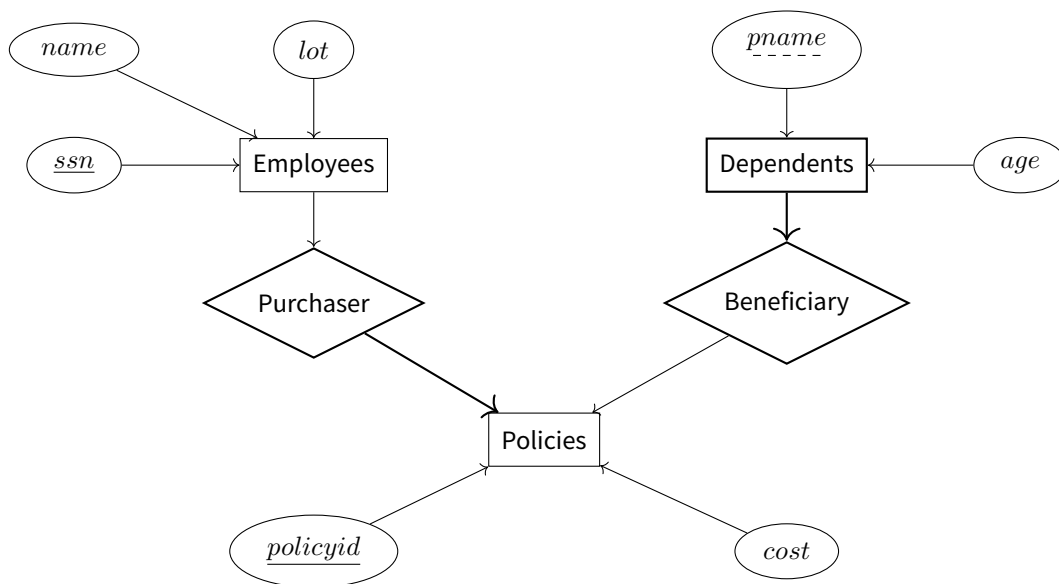 name
lot
pname
ssn
Employees
Dependents
age
Purchaser
Beneficiary
Policies
policyid
cost